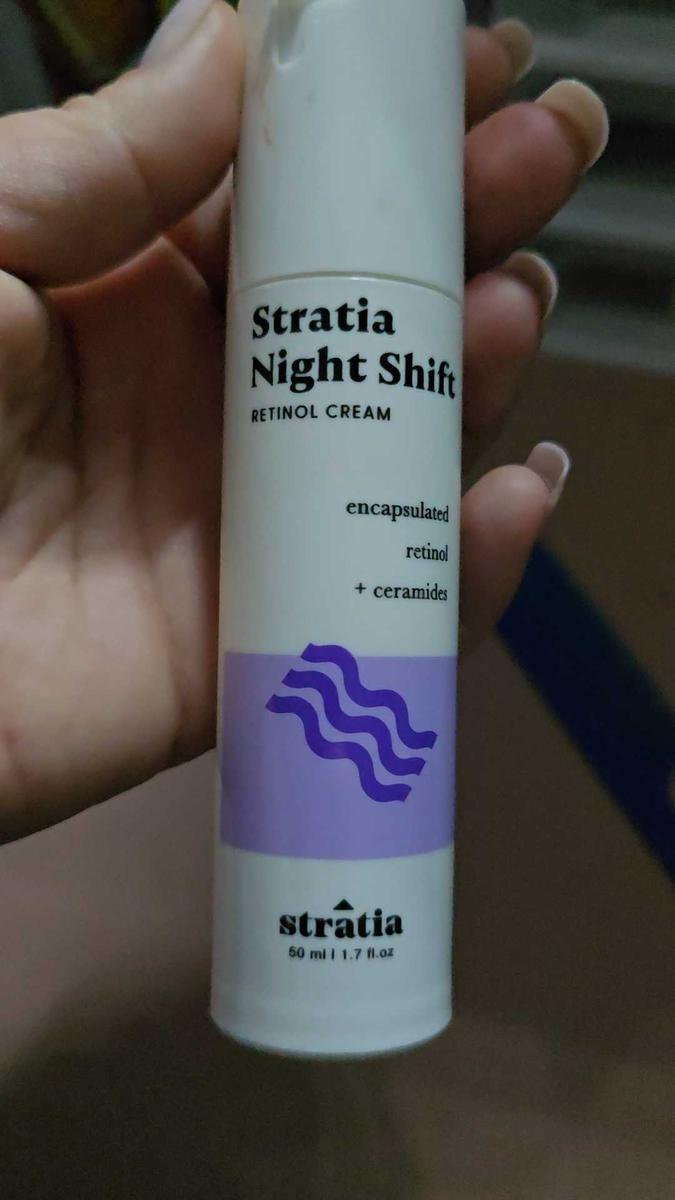 Stratia
Night Shift
RETINOL CREAM
encapsulated
retinol
+ ceramides
stratia
50 ml | 1.7 fl.oz